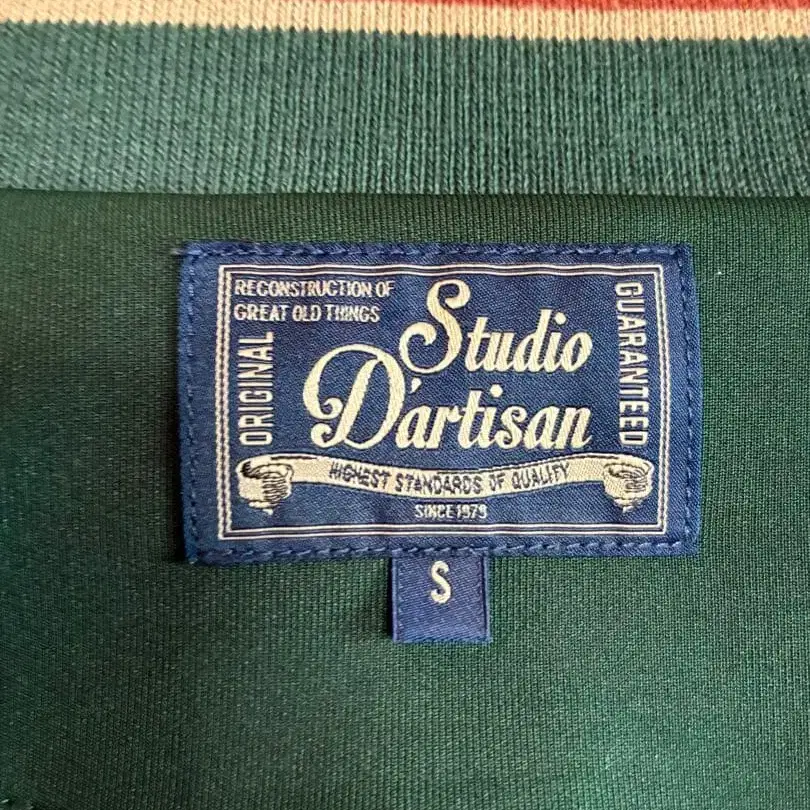 RECONSTRUCTION OF
GREAT OLD THINGS
ORIGINAL
Studio
D'artisan
GUARANTEED
HIGHEST STANDARDS OF QUALITY
SINCE 1979
S